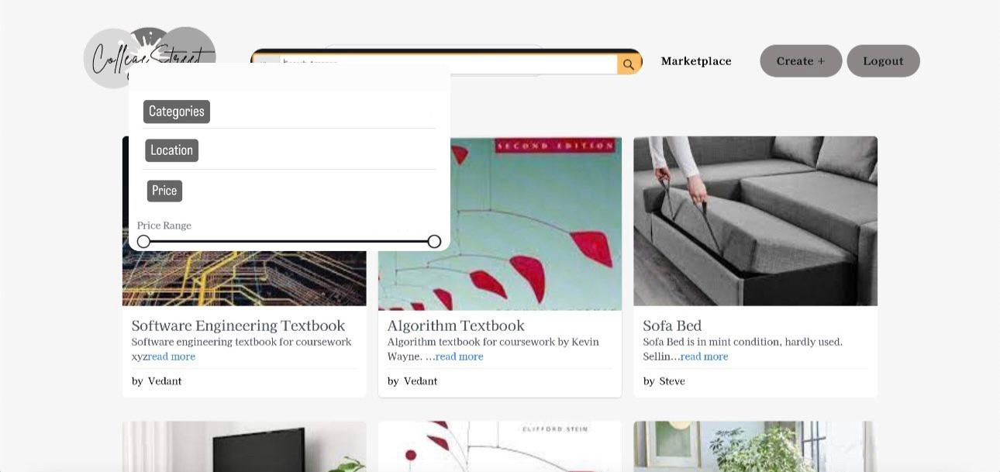 College Street
Marketplace
Create +
Logout
Categories
Location
Price
Price Range
SECOND EDITION
Software Engineering Textbook
Software engineering textbook for coursework
xyzread more
by Vedant
Algorithm Textbook
Algorithm textbook for coursework by Kevin
Wayne. ...read more
by Vedant
Sofa Bed
Sofa Bed is in mint condition, hardly used.
Sellin...read more
by Steve
CLIFFORD STEIN